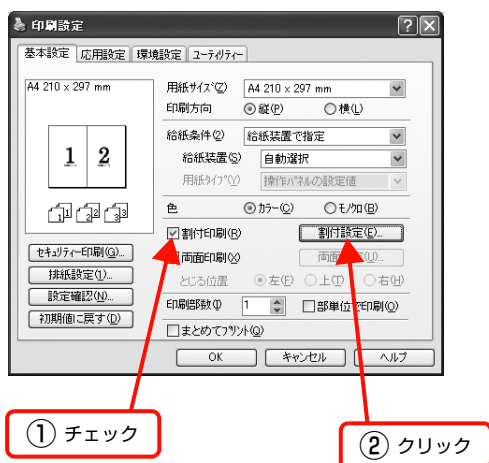 印刷設定
基本設定 応用設定 環境設定 ユーティリティー
A4 210 × 297 mm
用紙サイズ(Z) A4 210 × 297 mm
印刷方向 縦(P) 横(L)
給紙条件(2) 給紙装置で指定
給紙装置(S) 自動選択
用紙タイプ(Y) 操作パネルの設定値
1 2
1 2 3
色 カラー(C) モノクロ(B)
割付印刷(R) 割付設定(E)...
両面印刷(X)
とじる位置 左(F) 上(T) 右(H)
印刷部数(I) 1 部単位で印刷(O)
まとめてプリント(Q)
セキュリティー印刷(G)...
排紙設定(1)...
設定確認(N)...
初期値に戻す(D)
OK キャンセル ヘルプ
① チェック
② クリック